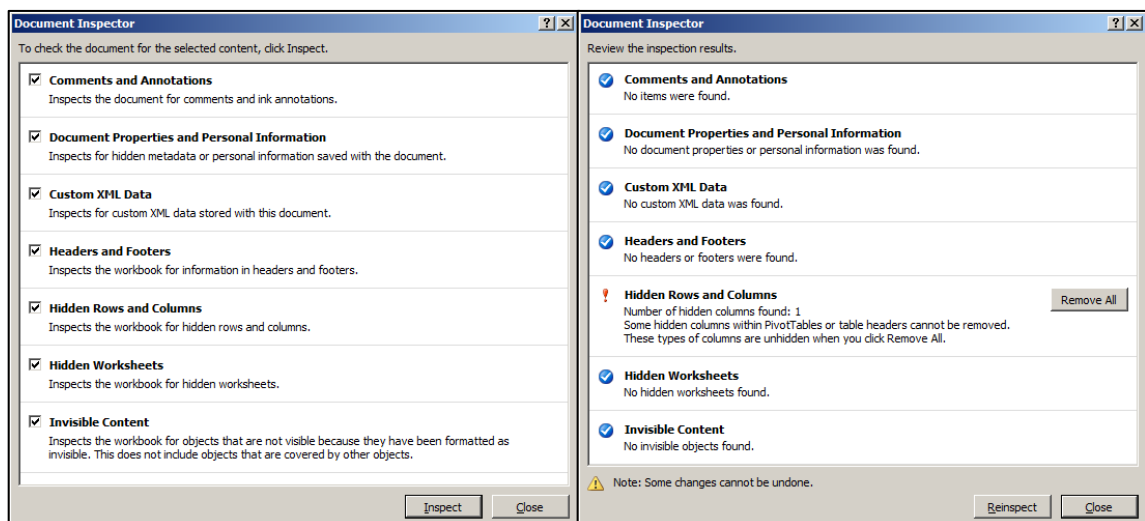 Document Inspector
To check the document for the selected content, click Inspect.
Comments and Annotations
Inspects the document for comments and ink annotations.
Document Properties and Personal Information
Inspects for hidden metadata or personal information saved with the document.
Custom XML Data
Inspects for custom XML data stored with this document.
Headers and Footers
Inspects the workbook for information in headers and footers.
Hidden Rows and Columns
Inspects the workbook for hidden rows and columns.
Hidden Worksheets
Inspects the workbook for hidden worksheets.
Invisible Content
Inspects the workbook for objects that are not visible because they have been formatted as
invisible. This does not include objects that are covered by other objects.
Inspect
Close
Document Inspector
Review the inspection results.
Comments and Annotations
No items were found.
Document Properties and Personal Information
No document properties or personal information was found.
Custom XML Data
No custom XML data was found.
Headers and Footers
No headers or footers were found.
Hidden Rows and Columns
Remove All
Number of hidden columns found: 1
Some hidden columns within PivotTables or table headers cannot be removed.
These types of columns are unhidden when you click Remove All.
Hidden Worksheets
No hidden worksheets found.
Invisible Content
No invisible objects found.
Note: Some changes cannot be undone.
Reinspect
Close